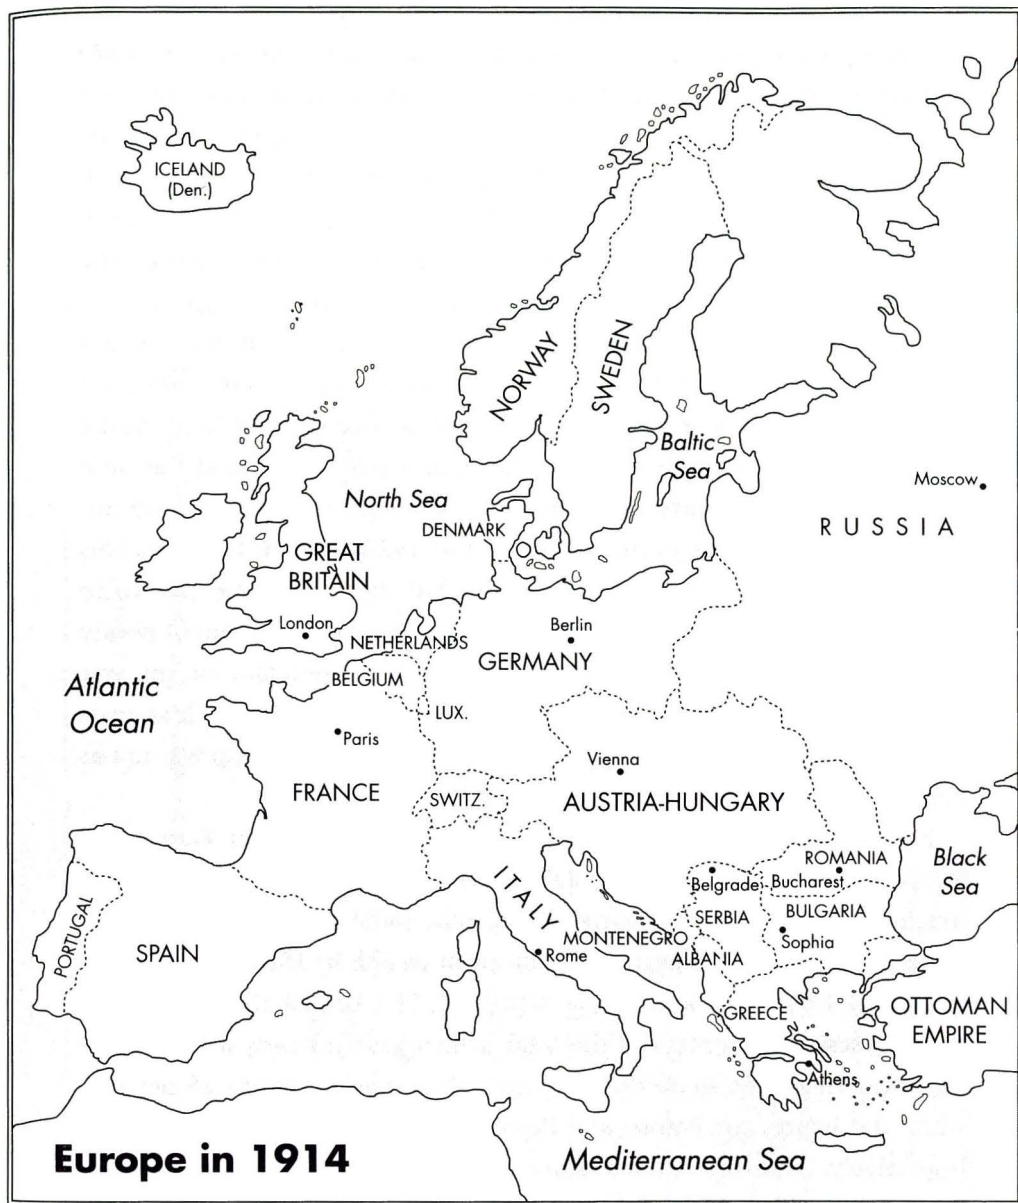 ICELAND
(Den.)
NORWAY
SWEDEN
Baltic
Sea
Moscow
North Sea
DENMARK
RUSSIA
GREAT
BRITAIN
London
NETHERLANDS
Berlin
GERMANY
BELGIUM
Atlantic
Ocean
LUX.
Paris
Vienna
FRANCE
SWITZ.
AUSTRIA-HUNGARY
ROMANIA
Black
Sea
Belgrade
Bucharest
ITALY
SERBIA
BULGARIA
PORTUGAL
SPAIN
MONTENEGRO
Sophia
Rome
ALBANIA
GREECE
OTTOMAN
EMPIRE
Athens
Europe in 1914
Mediterranean Sea